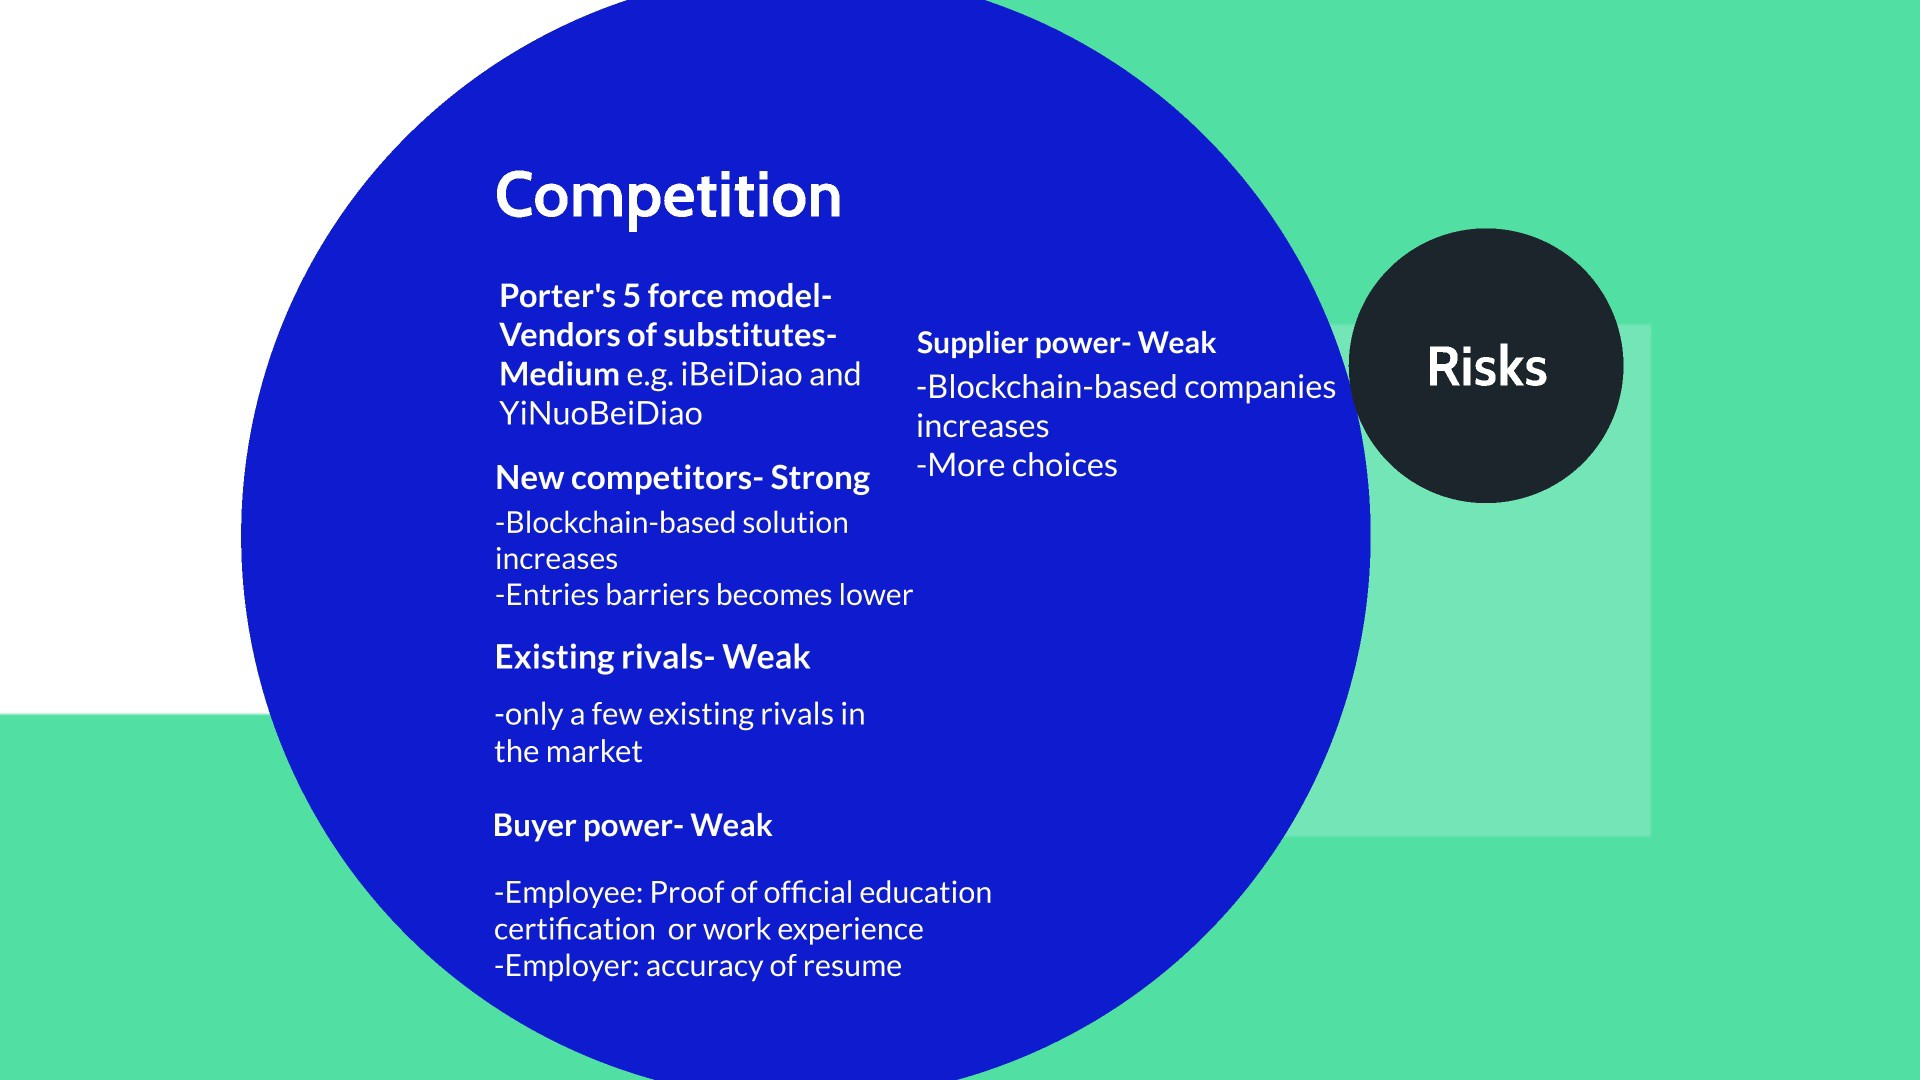 Competition
Porter's 5 force model-
Vendors of substitutes-
Medium e.g. iBeiDiao and
YiNuoBeiDiao
New competitors- Strong
-Blockchain-based solution
increases
-Entries barriers becomes lower
Existing rivals- Weak
-only a few existing rivals in
the market
Buyer power- Weak
-Employee: Proof of official education
certification  or work experience
-Employer: accuracy of resume
Supplier power- Weak
-Blockchain-based companies
increases
-More choices
Risks